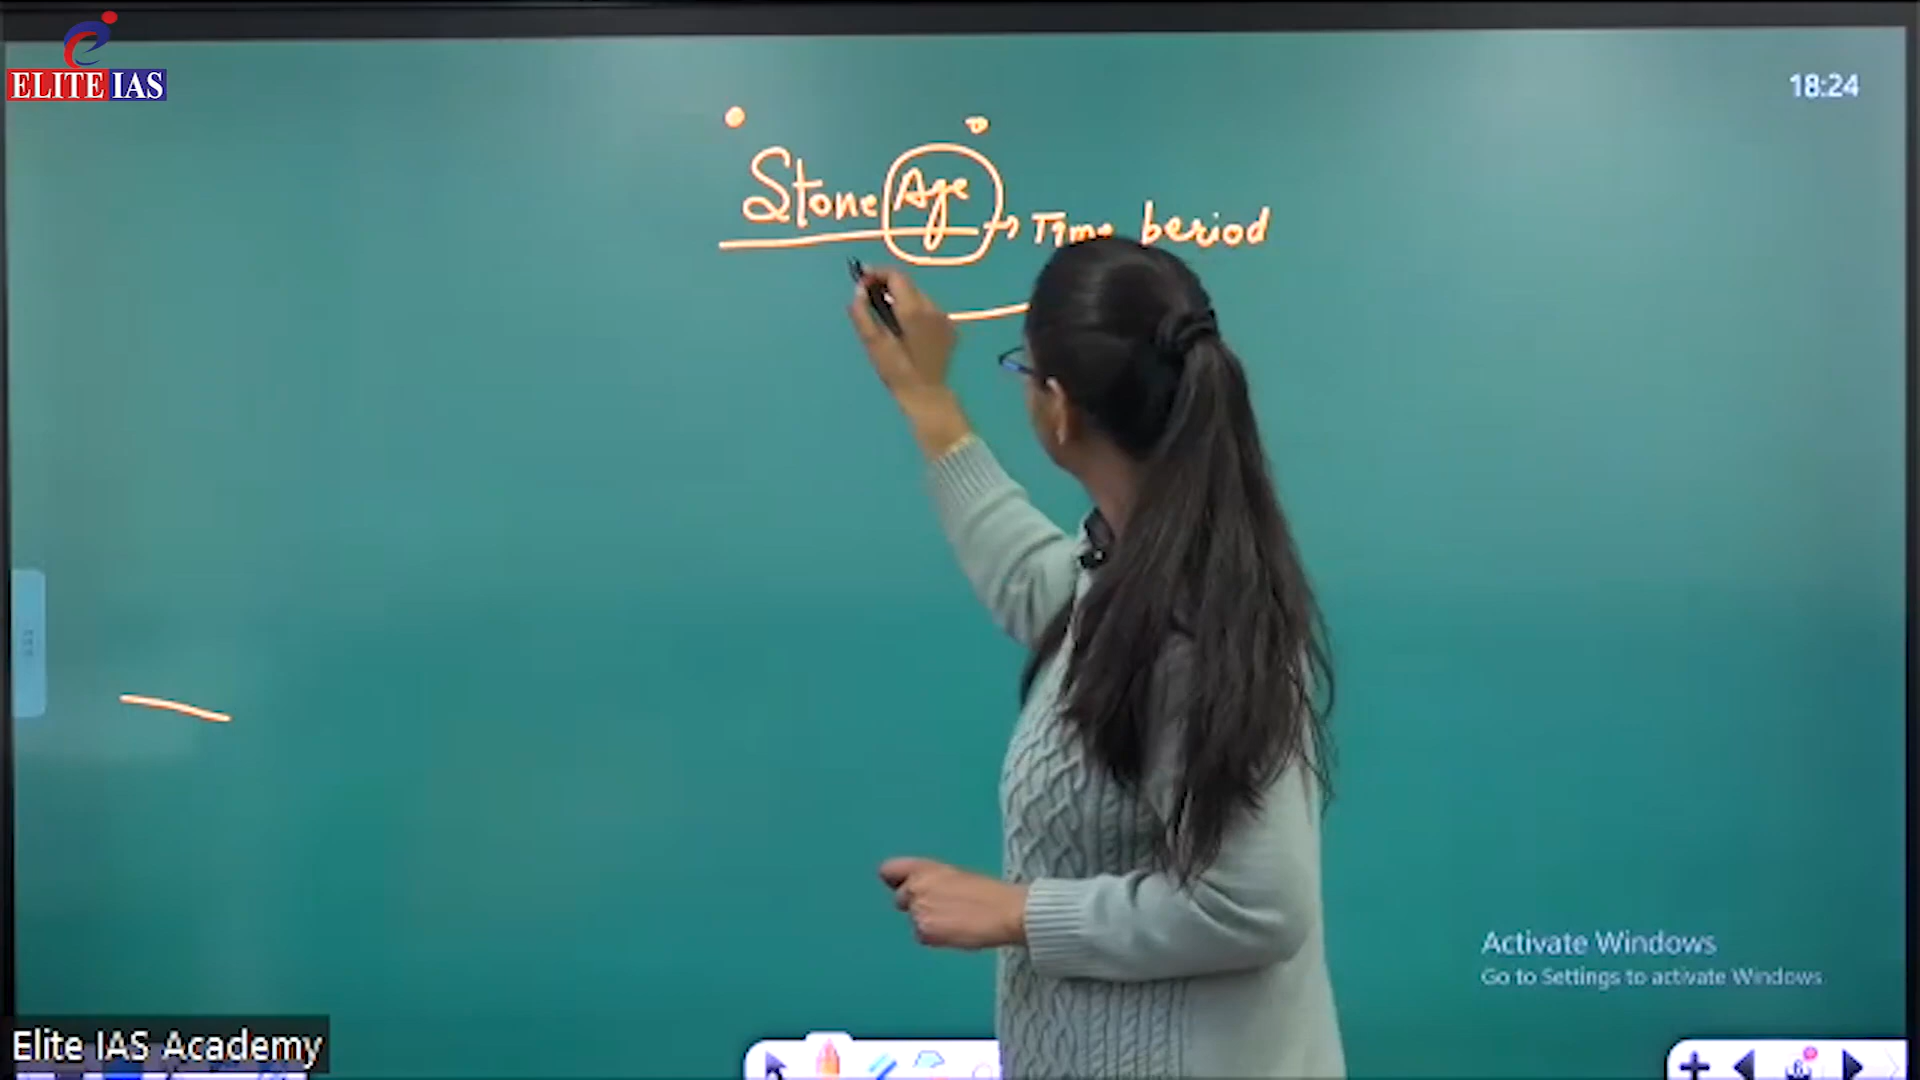 ELITE IAS
18:24
Stone Age → Time period
Activate Windows
Go to Settings to activate Windows.
Elite IAS Academy